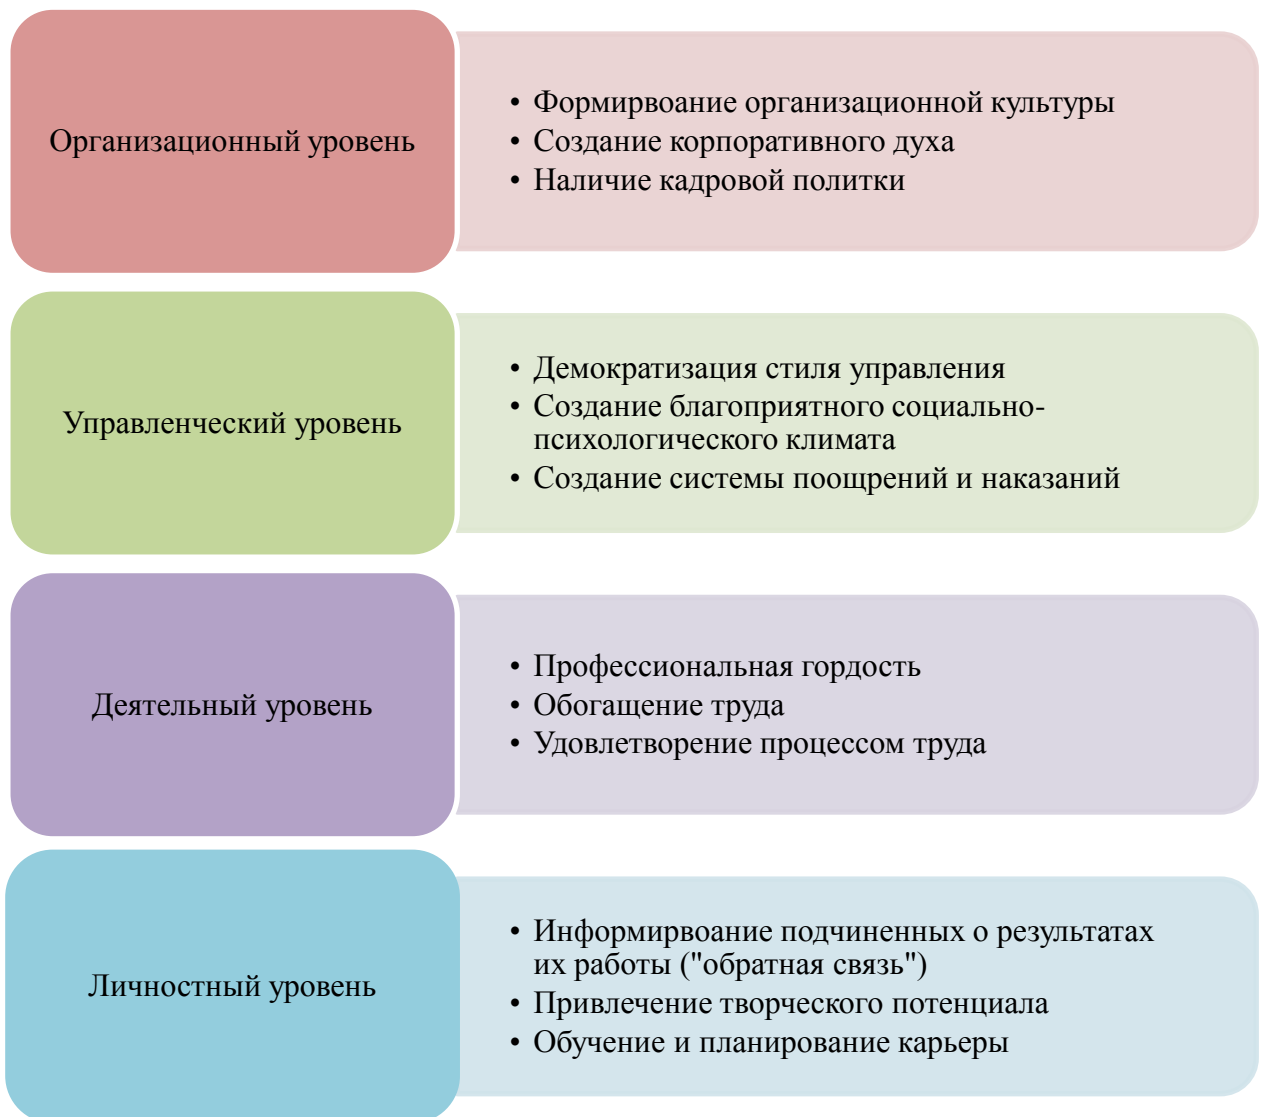 Организационный уровень
• Формирвоание организационной культуры
• Создание корпоративного духа
• Наличие кадровой политки
Управленческий уровень
• Демократизация стиля управления
• Создание благоприятного социально-
психологического климата
• Создание системы поощрений и наказаний
Деятельный уровень
• Профессиональная гордость
• Обогащение труда
• Удовлетворение процессом труда
Личностный уровень
• Информирвоание подчиненных о результатах
их работы ("обратная связь")
• Привлечение творческого потенциала
• Обучение и планирование карьеры